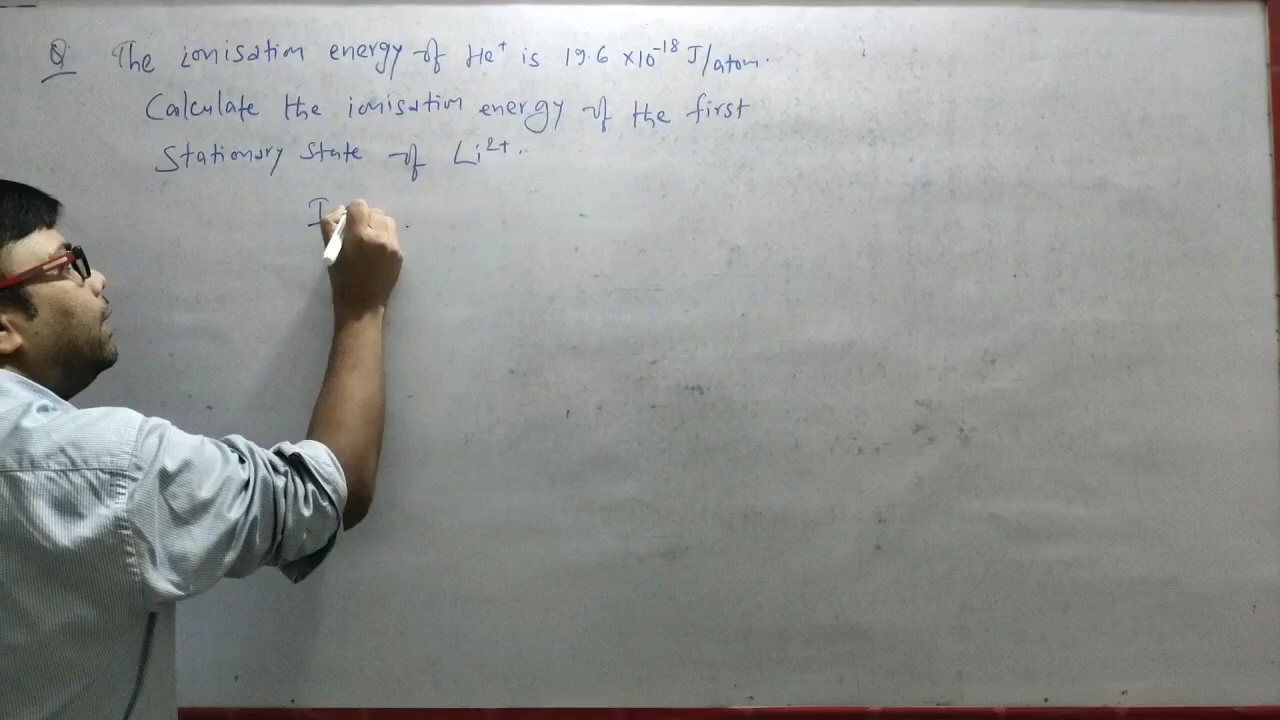 Q The ionisation energy of He⁺ is 19.6 ×10⁻¹⁸ J/atom.
Calculate the ionisation energy of the first
Stationary State of Li²⁺.
I